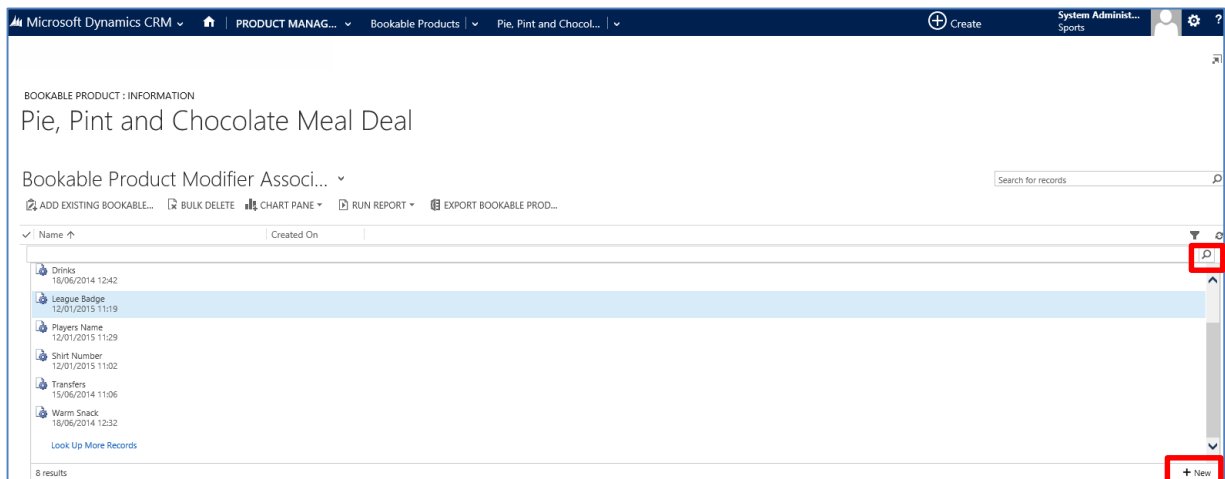 Microsoft Dynamics CRM PRODUCT MANAG... Bookable Products Pie, Pint and Chocol... Create System Administ... ?
Sports
BOOKABLE PRODUCT : INFORMATION
Pie, Pint and Chocolate Meal Deal
Bookable Product Modifier Associ...
Search for records
ADD EXISTING BOOKABLE... BULK DELETE CHART PANE RUN REPORT EXPORT BOOKABLE PROD...
Name Created On
Drinks
18/06/2014 12:42
League Badge
12/01/2015 11:19
Players Name
12/01/2015 11:29
Shirt Number
12/01/2015 11:02
Transfers
15/06/2014 11:06
Warm Snack
18/06/2014 12:32
Look Up More Records
8 results + New